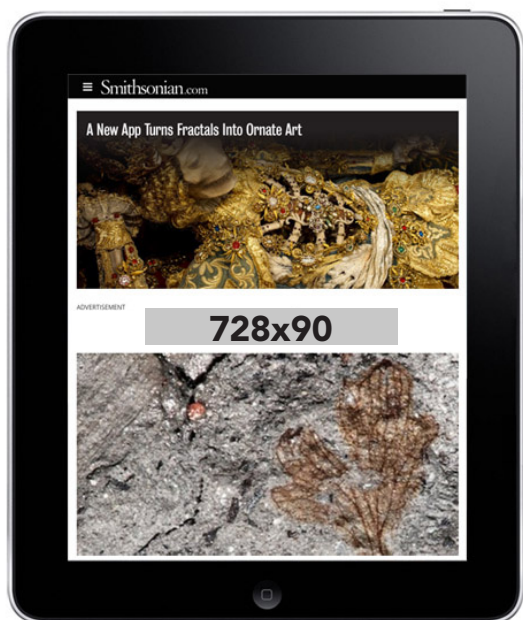 ≡ Smithsonian.com
A New App Turns Fractals Into Ornate Art
ADVERTISEMENT
728x90